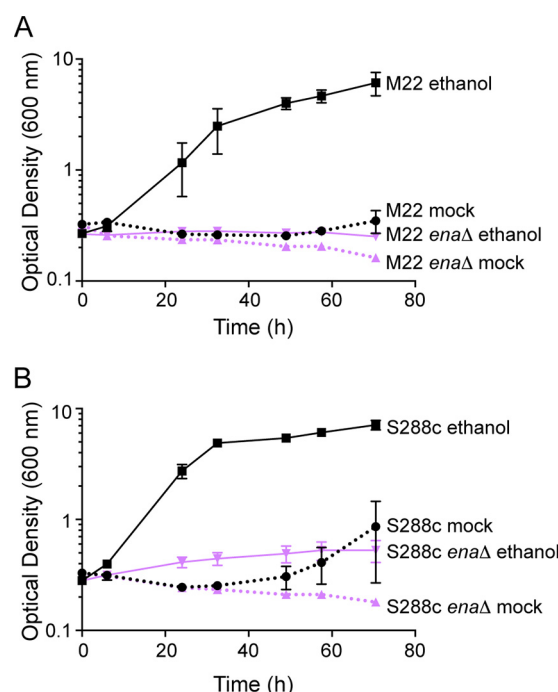 A
Optical Density (600 nm)
10
1
0.1
0
20
40
60
80
Time (h)
M22 ethanol
M22 mock
M22 enaΔ ethanol
M22 enaΔ mock
B
Optical Density (600 nm)
10
1
0.1
0
20
40
60
80
Time (h)
S288c ethanol
S288c mock
S288c enaΔ ethanol
S288c enaΔ mock